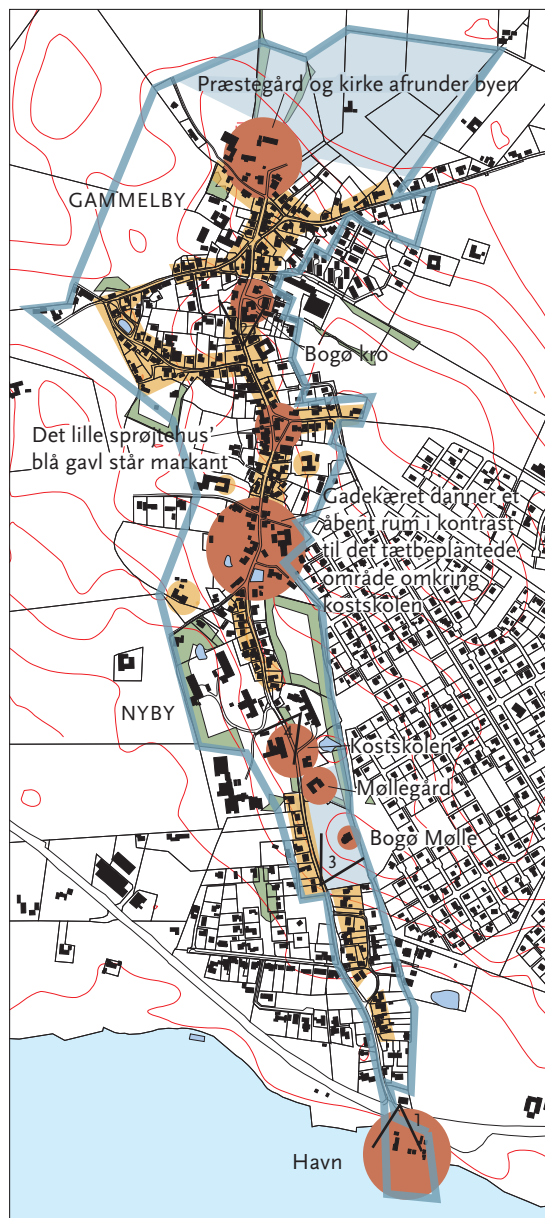 Præstegård og kirke afrunder byen
GAMMELBY
Bogø kro
Det lille sprøjtehus'
blå gavl står markant
Gadekæret danner et
åbent rum i kontrast
til det tætbeplantede
område omkring
kostskolen
NYBY
4
Kostskolen
Møllegård
Bogø Mølle
3
1
Havn